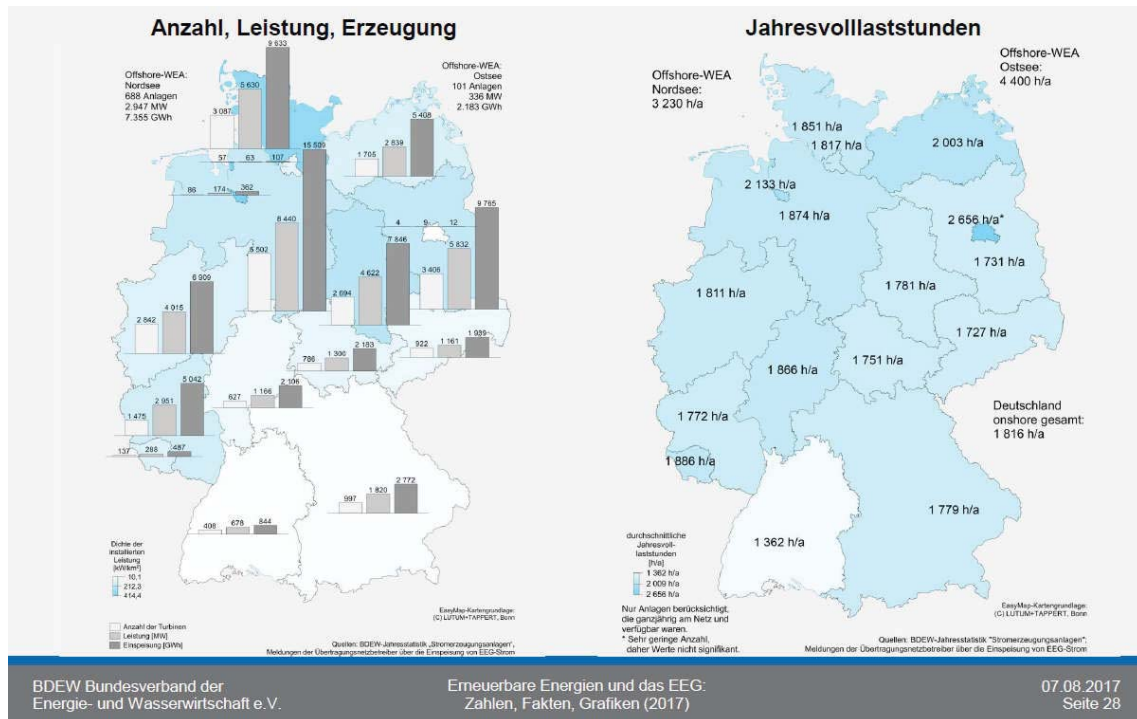 Anzahl, Leistung, Erzeugung
Offshore-WEA:
Nordsee
688 Anlagen
2.947 MW
7.355 GWh
Offshore-WEA
Ostsee
101 Anlagen
336 MW
2.183 GWh
9 633
5 630
3 087
57 63 107
15 509
5 408
2 839
1 705
86 174 362
8 440
5 502
4 9 12
9 765
5 832
3 408
7 846
4 622
2 694
6 909
4 015
2 842
2 183
1 300
786
1 939
1 161
922
5 042
2 951
1 475
2 106
1 166
627
137 288 487
2 772
1 820
997
408 678 844
Dichte der
installierten
Leistung
[kW/km²]
10,1
212,3
414,4
Anzahl der Turbinen
Leistung [MW]
Einspeisung [GWh]
EasyMap-Kartengrundlage:
(C) LUTUM+TAPPERT, Bonn
Quellen: BDEW-Jahresstatistik „Stromerzeugungsanlagen",
Meldungen der Übertragungsnetzbetreiber über die Einspeisung von EEG-Strom
Jahresvolllaststunden
Offshore-WEA
Nordsee:
3 230 h/a
Offshore-WEA
Ostsee:
4 400 h/a
1 851 h/a
1 817 h/a
2 003 h/a
2 133 h/a
1 874 h/a
2 656 h/a*
1 731 h/a
1 781 h/a
1 811 h/a
1 727 h/a
1 751 h/a
1 866 h/a
1 772 h/a
1 886 h/a
Deutschland
onshore gesamt:
1 816 h/a
1 779 h/a
1 362 h/a
durchschnittliche
Jahresvoll-
laststunden
[h/a]
1 362 h/a
2 009 h/a
2 656 h/a
Nur Anlagen berücksichtigt,
die ganzjährig am Netz und
verfügbar waren.
* Sehr geringe Anzahl,
daher Werte nicht signifikant.
EasyMap-Kartengrundlage:
(C) LUTUM+TAPPERT, Bonn
Quellen: BDEW-Jahresstatistik "Stromerzeugungsanlagen";
Meldungen der Übertragungsnetzbetreiber über die Einspeisung von EEG-Strom
BDEW Bundesverband der
Energie- und Wasserwirtschaft e.V.
Erneuerbare Energien und das EEG:
Zahlen, Fakten, Grafiken (2017)
07.08.2017
Seite 28